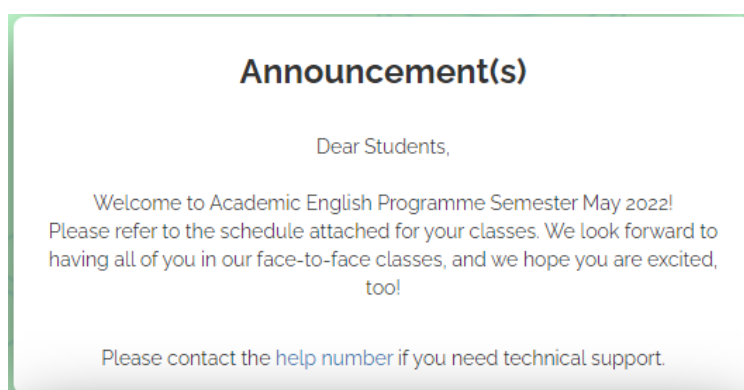 Announcement(s)
Dear Students,
Welcome to Academic English Programme Semester May 2022!
Please refer to the schedule attached for your classes. We look forward to
having all of you in our face-to-face classes, and we hope you are excited,
too!
Please contact the help number if you need technical support.